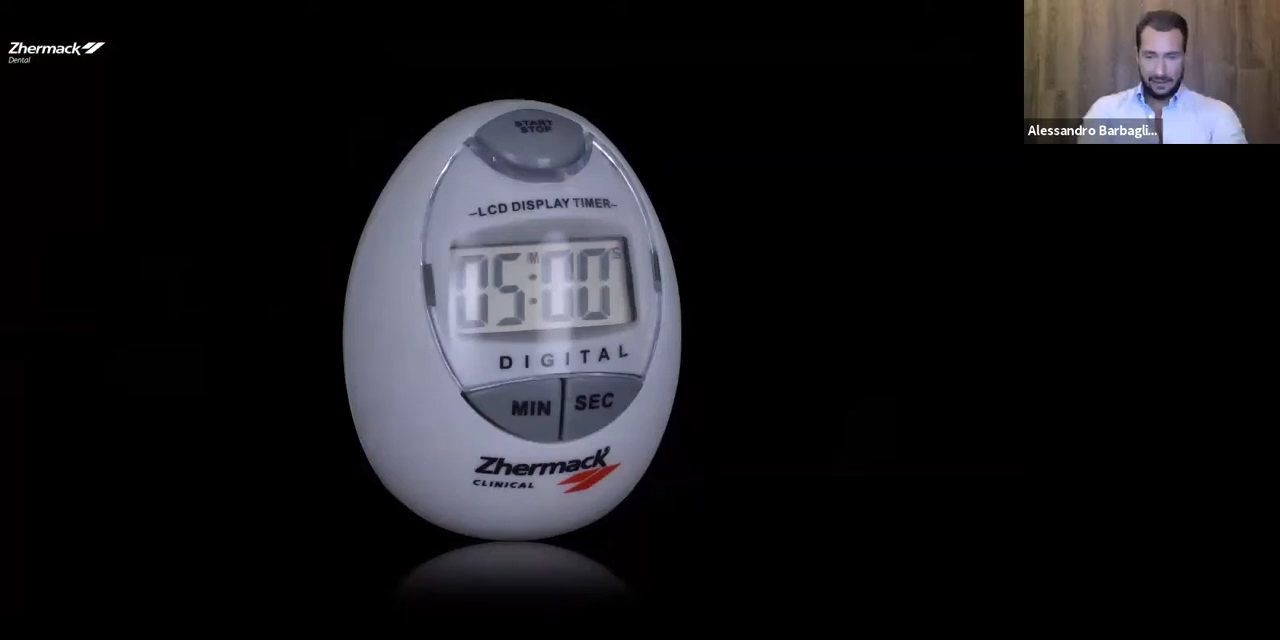 Zhermack
Dental
START
STOP
-LCD DISPLAY TIMER-
M S
05:00
DIGITAL
MIN SEC
Zhermack
CLINICAL
Alessandro Barbagli...